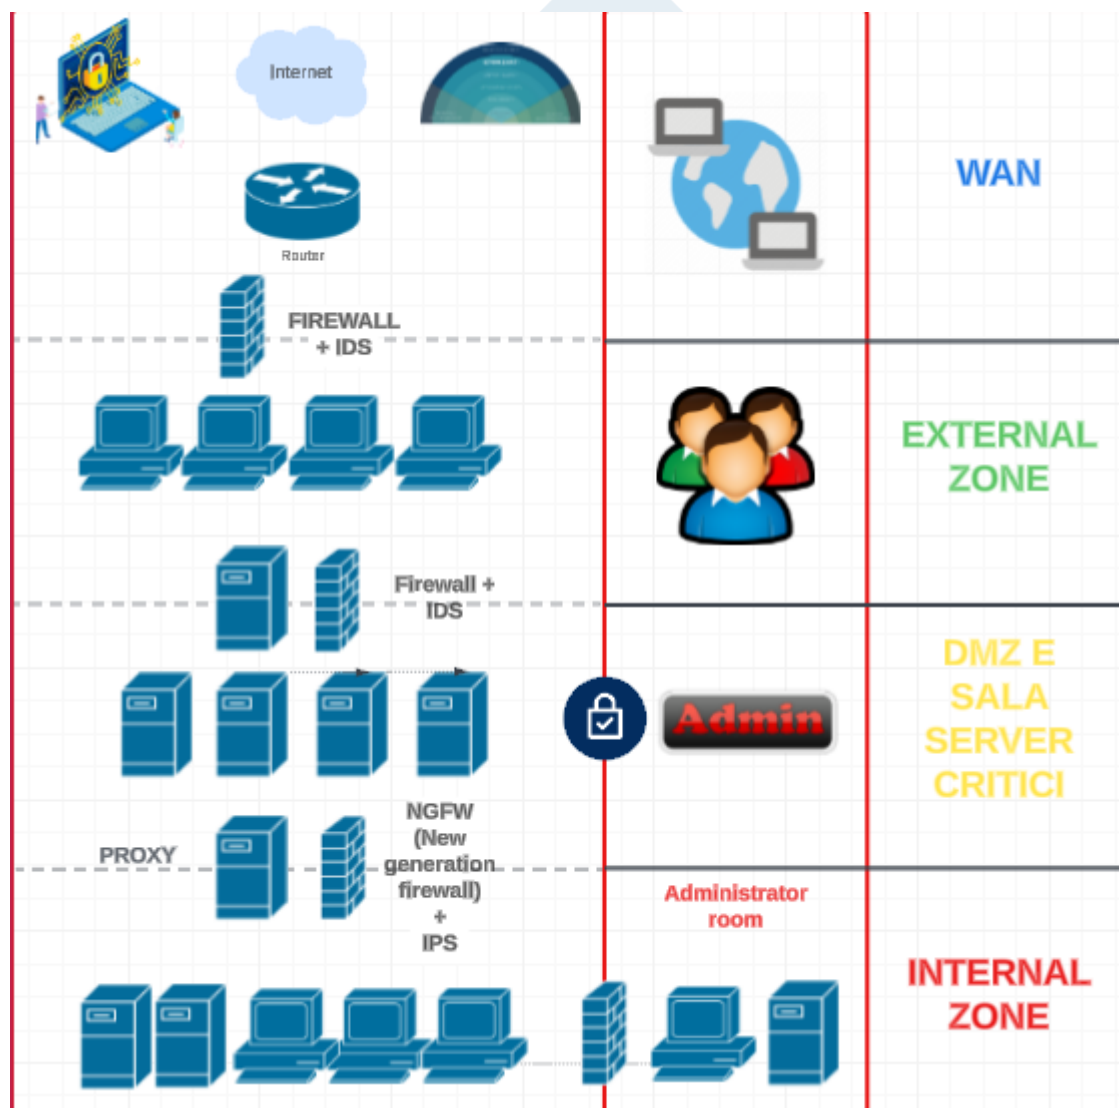 Internet
WAN
Router
FIREWALL
+ IDS
EXTERNAL
ZONE
Firewall +
IDS
DMZ E
SALA
SERVER
CRITICI
Admin
NGFW
(New
generation
firewall)
+
IPS
PROXY
Administrator
room
INTERNAL
ZONE